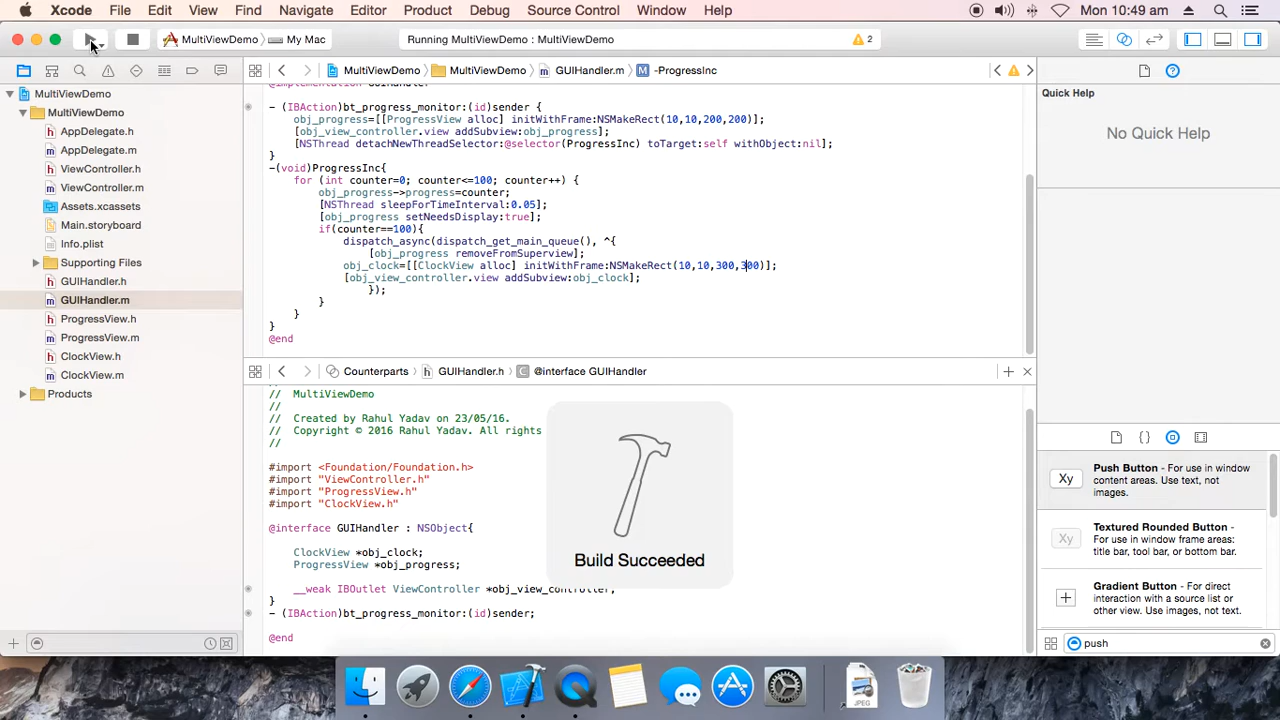 Xcode File Edit View Find Navigate Editor Product Debug Source Control Window Help Mon 10:49 am
MultiViewDemo My Mac Running MultiViewDemo : MultiViewDemo 2
MultiViewDemo MultiViewDemo GUIHandler.m M -ProgressInc
MultiViewDemo
MultiViewDemo
h AppDelegate.h
m AppDelegate.m
h ViewController.h
m ViewController.m
Assets.xcassets
Main.storyboard
Info.plist
Supporting Files
h GUIHandler.h
m GUIHandler.m
h ProgressView.h
m ProgressView.m
h ClockView.h
m ClockView.m
Products
@implementation GUIHandler
- (IBAction)bt_progress_monitor:(id)sender {
obj_progress=[[ProgressView alloc] initWithFrame:NSMakeRect(10,10,200,200)];
[obj_view_controller.view addSubview:obj_progress];
[NSThread detachNewThreadSelector:@selector(ProgressInc) toTarget:self withObject:nil];
}
-(void)ProgressInc{
for (int counter=0; counter<=100; counter++) {
obj_progress->progress=counter;
[NSThread sleepForTimeInterval:0.05];
[obj_progress setNeedsDisplay:true];
if(counter==100){
dispatch_async(dispatch_get_main_queue(), ^{
[obj_progress removeFromSuperview];
obj_clock=[[ClockView alloc] initWithFrame:NSMakeRect(10,10,300,300)];
[obj_view_controller.view addSubview:obj_clock];
});
}
}
}
@end
Counterparts GUIHandler.h C @interface GUIHandler
// MultiViewDemo
//
// Created by Rahul Yadav on 23/05/16.
// Copyright © 2016 Rahul Yadav. All rights
//
#import <Foundation/Foundation.h>
#import "ViewController.h"
#import "ProgressView.h"
#import "ClockView.h"
@interface GUIHandler : NSObject{
ClockView *obj_clock;
ProgressView *obj_progress;
__weak IBOutlet ViewController *obj_view_controller;
}
- (IBAction)bt_progress_monitor:(id)sender;
@end
Build Succeeded
Quick Help
No Quick Help
Xy Push Button - For use in window
content areas. Use text, not
images.
Xy Textured Rounded Button -
For use in window frame areas:
title bar, tool bar, or bottom bar.
Gradient Button - For direct
interaction with a source list or
other view. Use images, not text.
push
JPEG